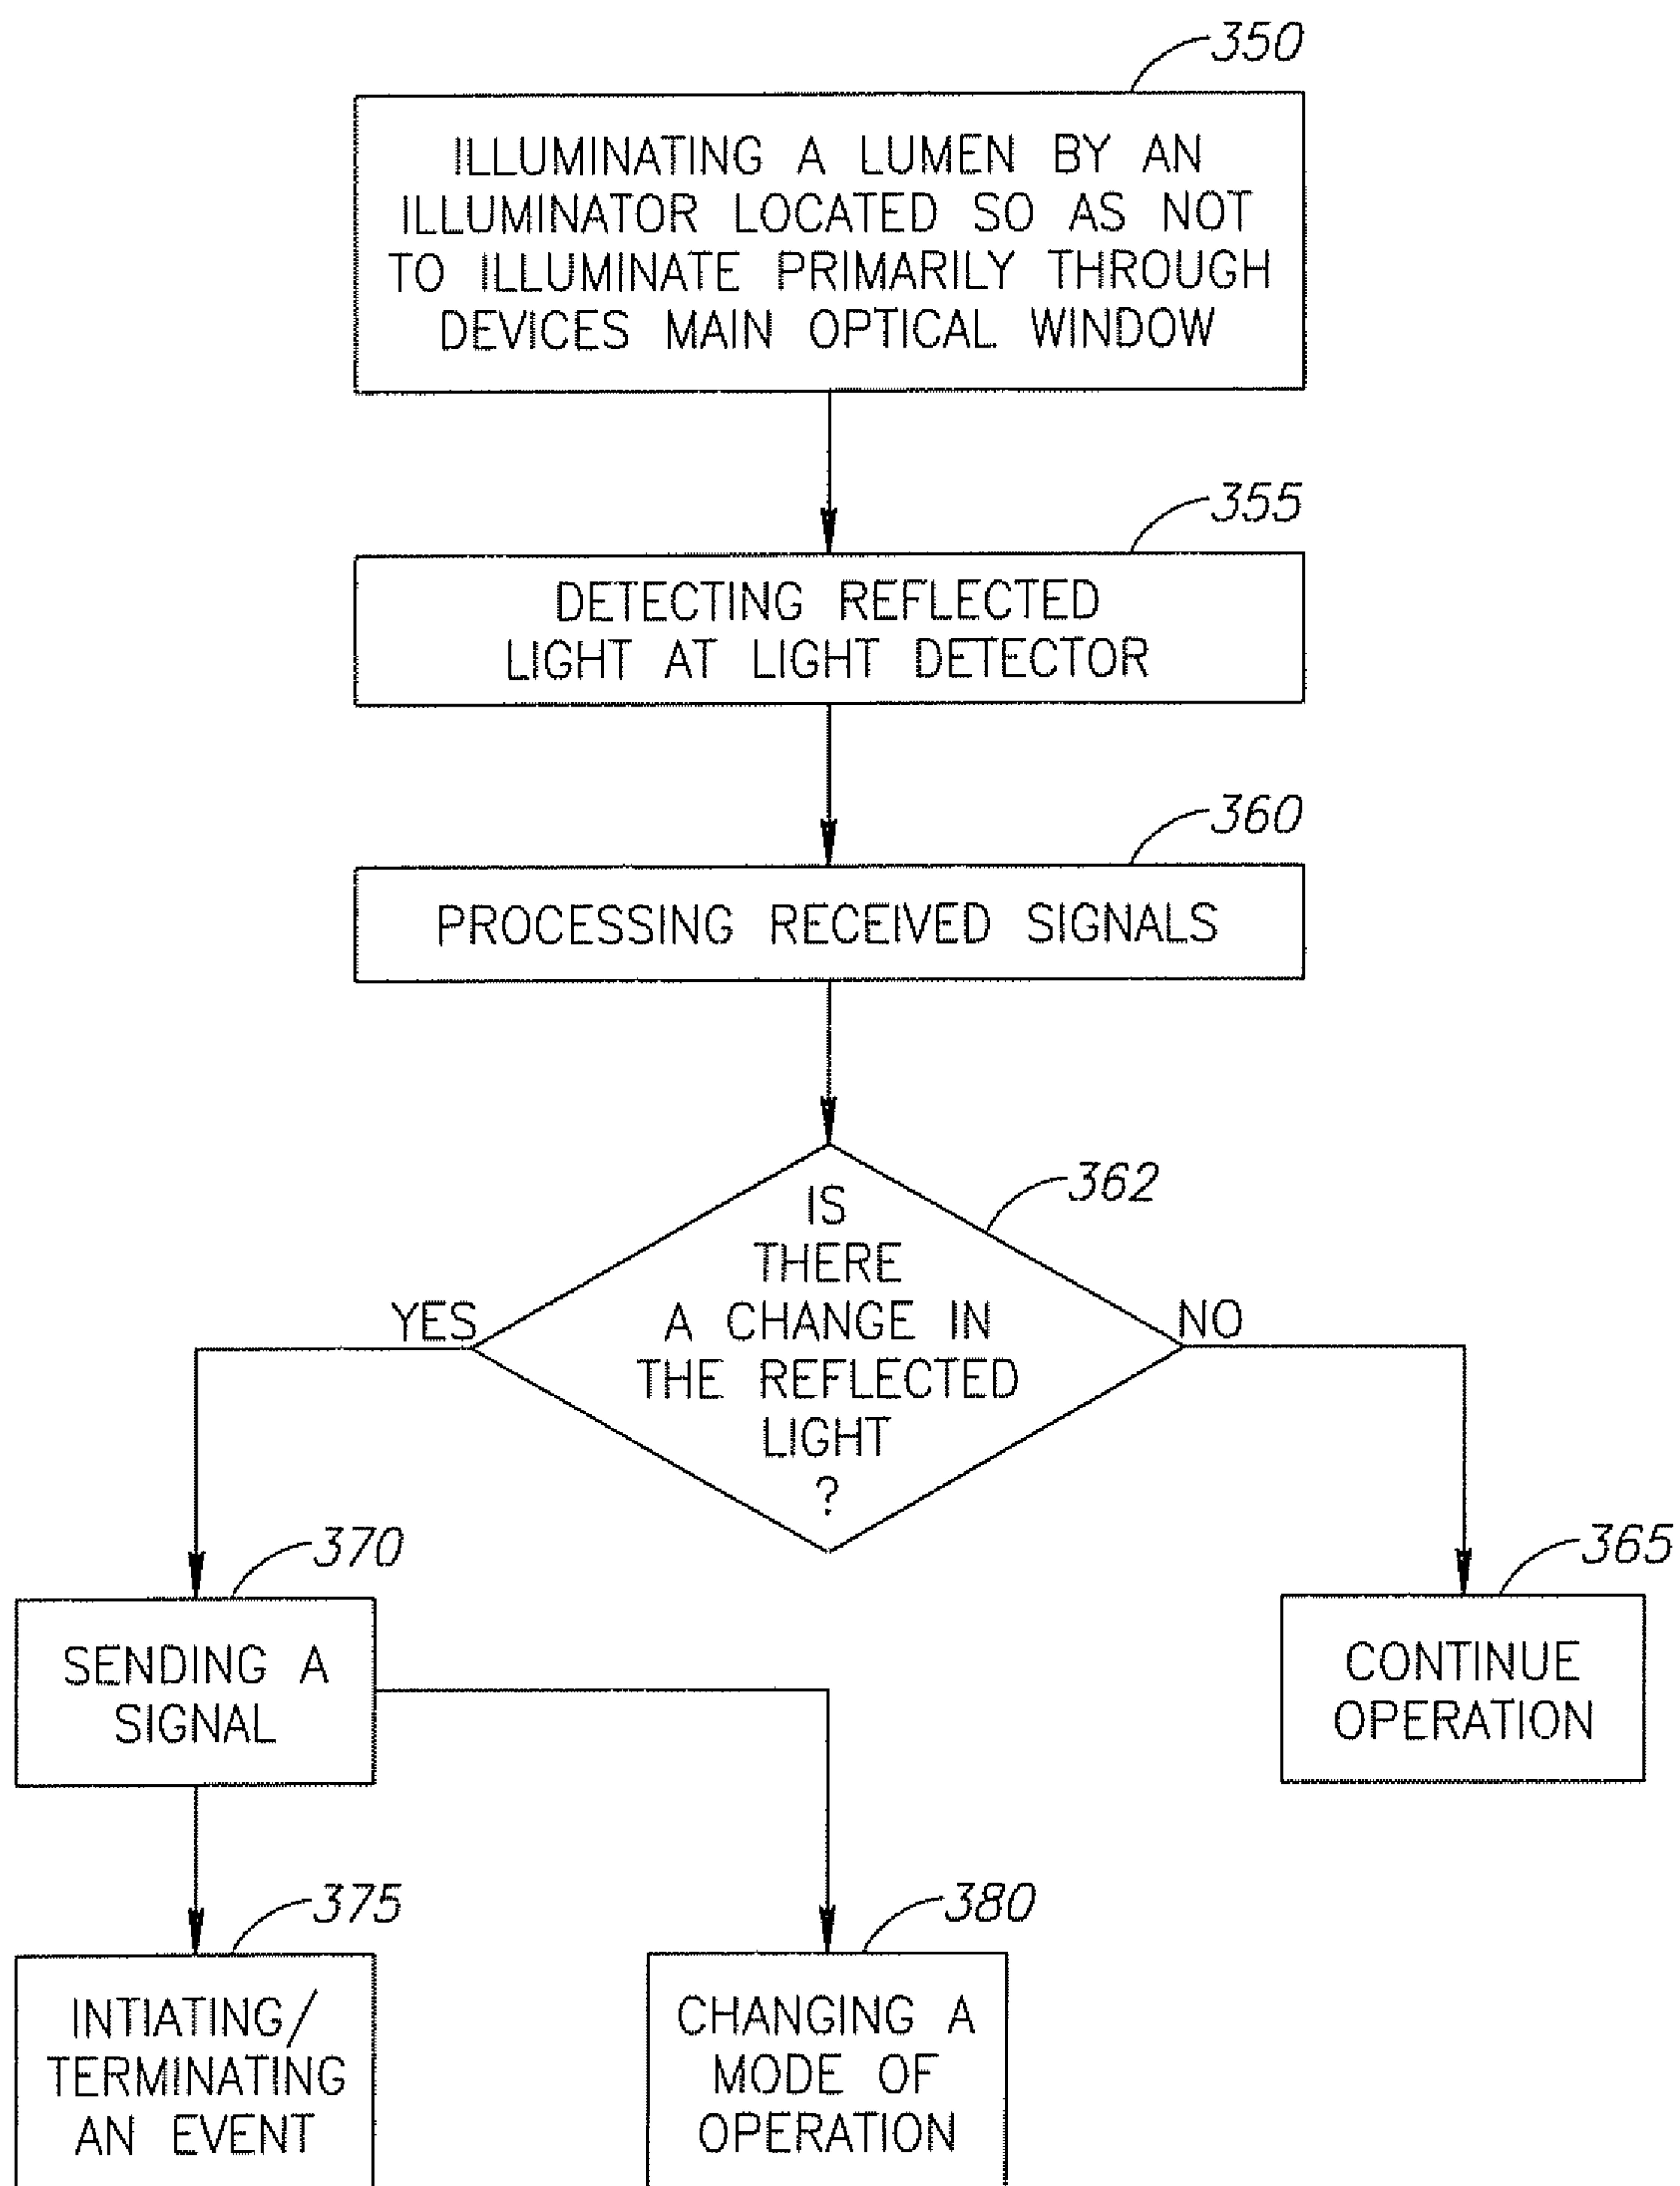 350
ILLUMINATING A LUMEN BY AN
ILLUMINATOR LOCATED SO AS NOT
TO ILLUMINATE PRIMARILY THROUGH
DEVICES MAIN OPTICAL WINDOW
355
DETECTING REFLECTED
LIGHT AT LIGHT DETECTOR
360
PROCESSING RECEIVED SIGNALS
362
IS
THERE
A CHANGE IN
THE REFLECTED
LIGHT
?
YES
NO
370
SENDING A
SIGNAL
365
CONTINUE
OPERATION
375
INTIATING/
TERMINATING
AN EVENT
380
CHANGING A
MODE OF
OPERATION